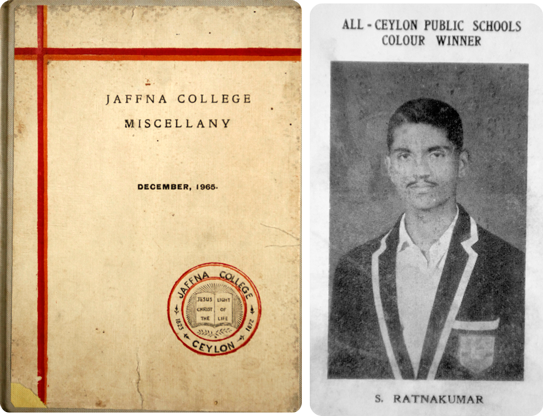 JAFFNA COLLEGE
MISCELLANY
DECEMBER, 1965.
JAFFNA COLLEGE
CEYLON
1823
1872
CHRIST
THE
LIGHT
OF
LIFE
ALL - CEYLON PUBLIC SCHOOLS
COLOUR WINNER
S. RATNAKUMAR